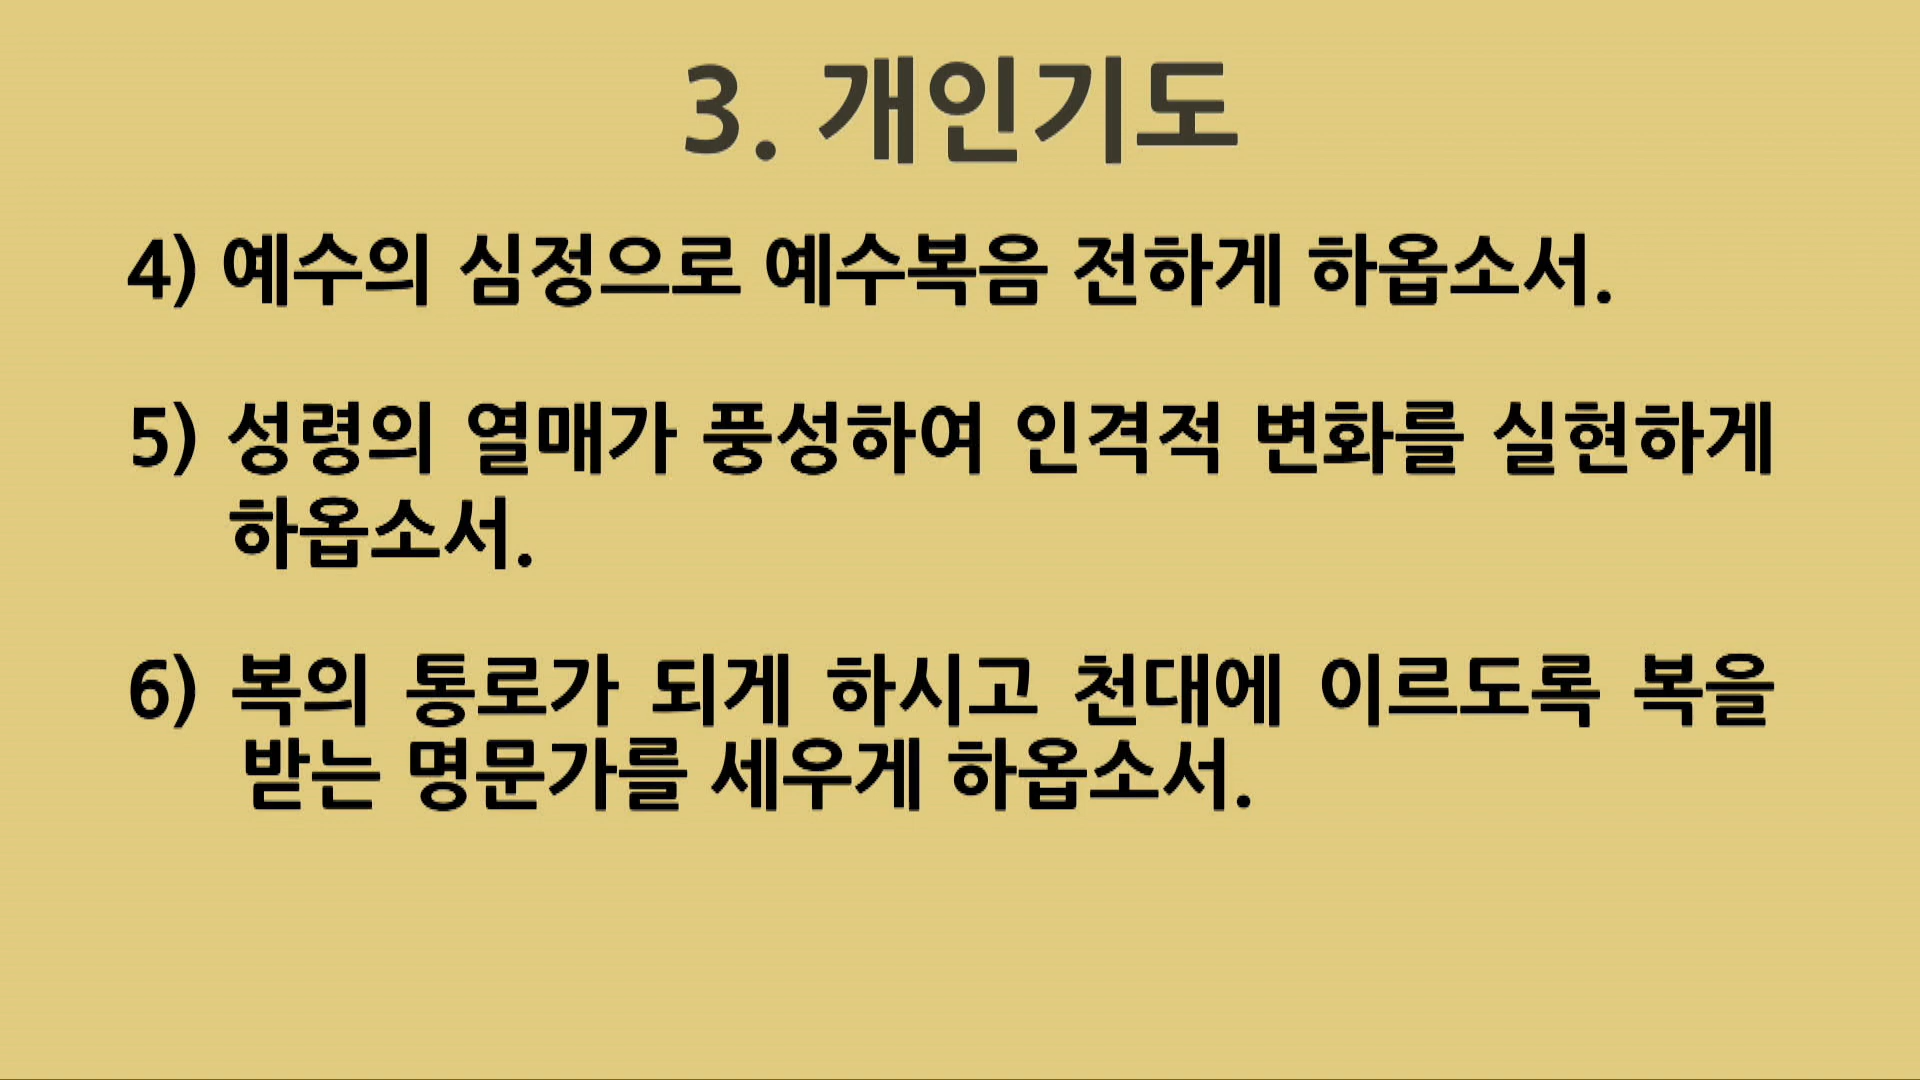 3. 개인기도
4) 예수의 심정으로 예수복음 전하게 하옵소서.
5) 성령의 열매가 풍성하여 인격적 변화를 실현하게
하옵소서.
6) 복의 통로가 되게 하시고 천대에 이르도록 복을
받는 명문가를 세우게 하옵소서.